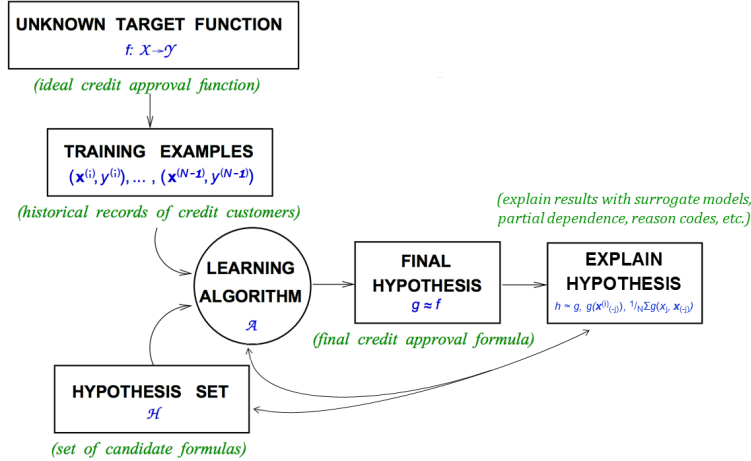 UNKNOWN TARGET FUNCTION
f: X→Y
(ideal credit approval function)
TRAINING EXAMPLES
(x⁽ⁱ⁾, y⁽ⁱ⁾), ... , (x⁽ᴺ⁻¹⁾, y⁽ᴺ⁻¹⁾)
(historical records of credit customers)
(explain results with surrogate models,
partial dependence, reason codes, etc.)
LEARNING
ALGORITHM
𝒜
FINAL
HYPOTHESIS
g ≈ f
(final credit approval formula)
EXPLAIN
HYPOTHESIS
h ≈ g, g(x⁽ⁱ⁾₍₋ⱼ₎), ¹/ₙΣg(xⱼ, x₍₋ⱼ₎)
HYPOTHESIS SET
ℋ
(set of candidate formulas)